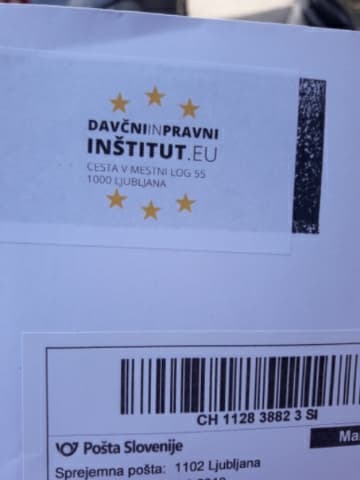 DAVČNIINPRAVNI
INŠTITUT.EU
CESTA V MESTNI LOG 55
1000 LJUBLJANA
CH 1128 3882 3 SI
Ma
Pošta Slovenije
Sprejemna pošta: 1102 Ljubljana